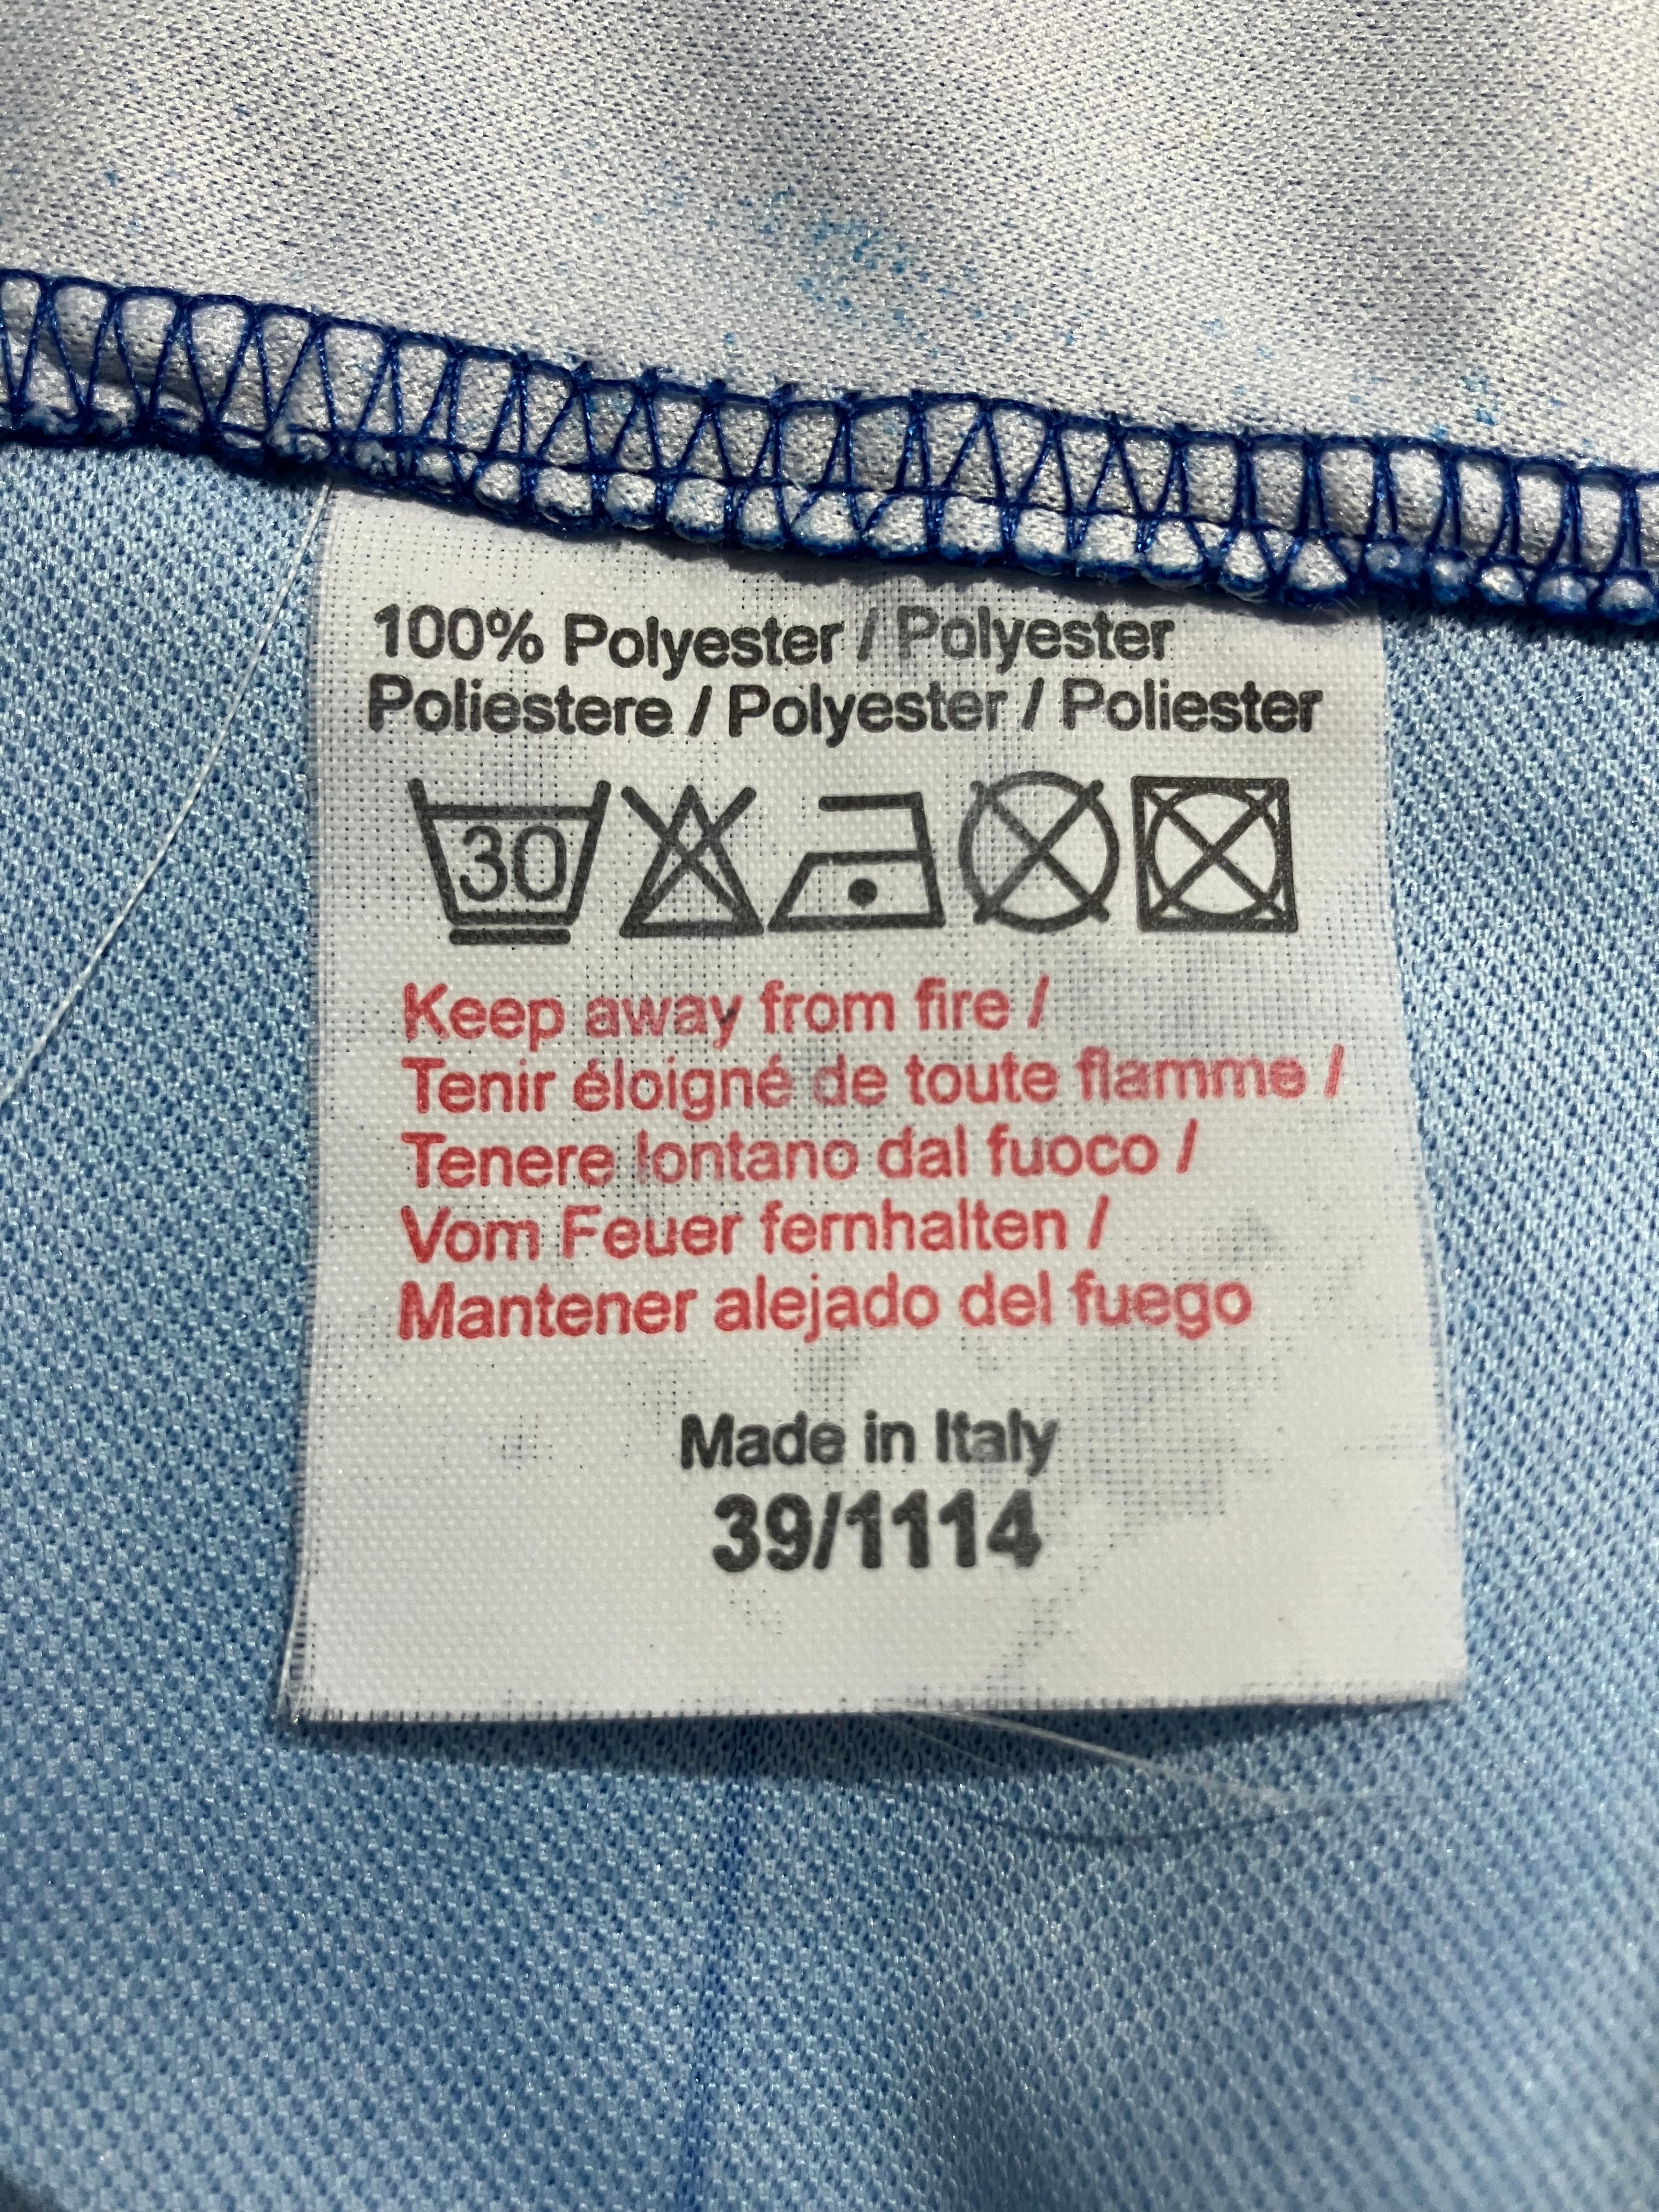 100% Polyester / Polyester
Poliestere / Polyester / Poliester
30
Keep away from fire /
Tenir éloigné de toute flamme /
Tenere lontano dal fuoco /
Vom Feuer fernhalten /
Mantener alejado del fuego
Made in Italy
39/1114